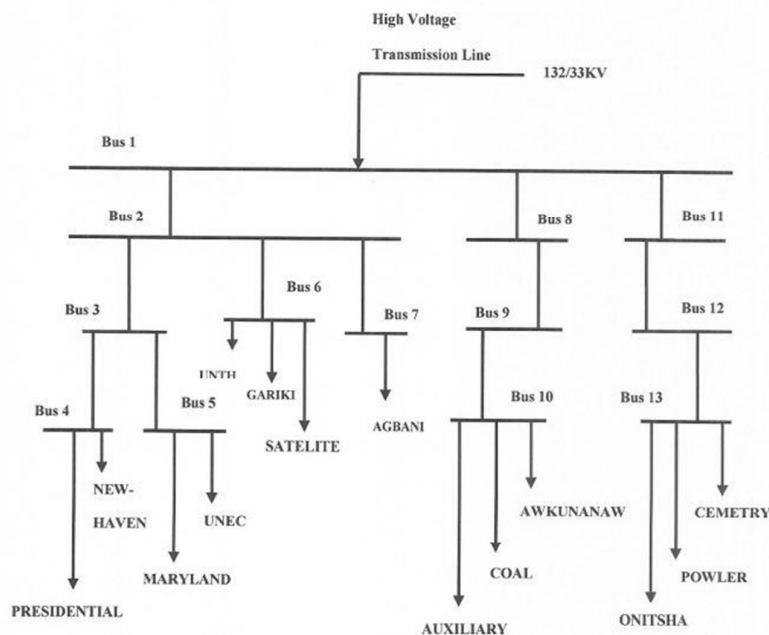 High Voltage
Transmission Line
132/33KV
Bus 1
Bus 2
Bus 8
Bus 11
Bus 3
Bus 6
Bus 7
Bus 9
Bus 12
UNTH
GARIKI
Bus 4
Bus 5
Bus 10
Bus 13
SATELITE
AGBANI
NEW-
HAVEN
UNEC
AWKUNANAW
CEMETRY
MARYLAND
COAL
POWLER
PRESIDENTIAL
AUXILIARY
ONITSHA